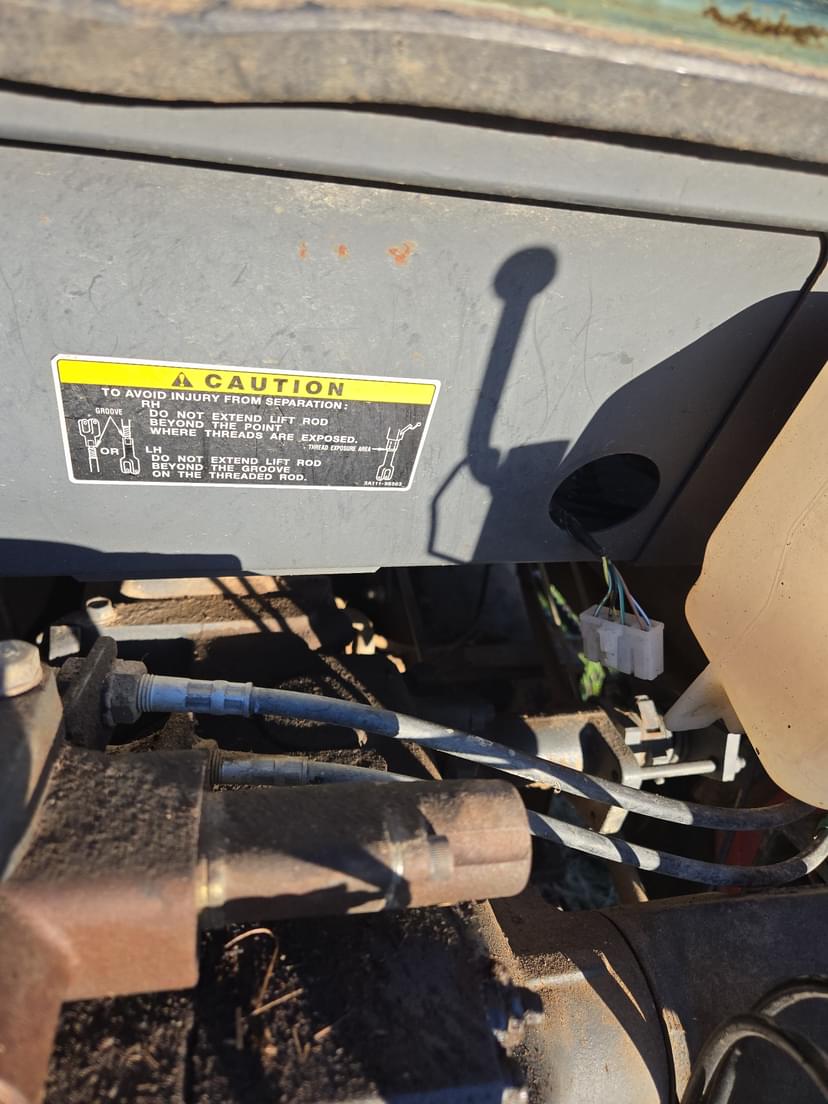 CAUTION
TO AVOID INJURY FROM SEPARATION:
RH
GROOVE
DO NOT EXTEND LIFT ROD
BEYOND THE POINT
WHERE THREADS ARE EXPOSED.
THREAD EXPOSURE AREA
OR
LH
DO NOT EXTEND LIFT ROD
BEYOND THE GROOVE
ON THE THREADED ROD.